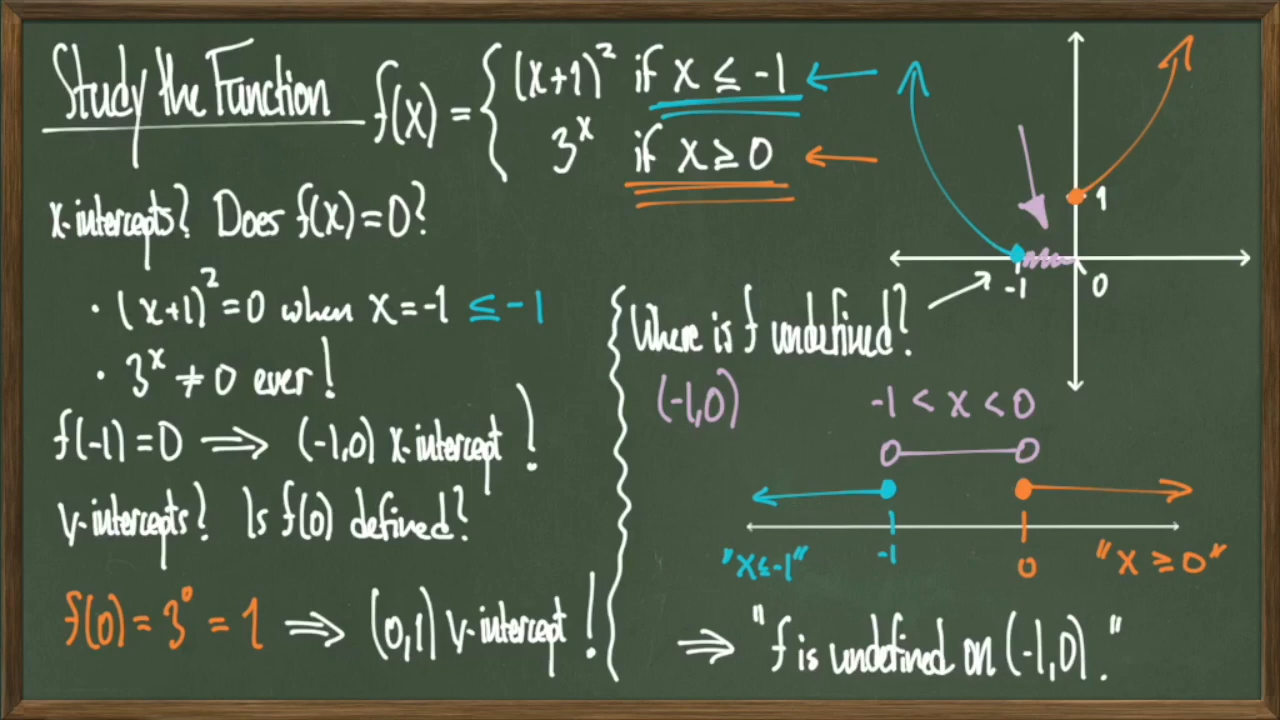 Study the Function f(x) = { (x+1)² if x ≤ -1
3ˣ if x ≥ 0
x-intercepts? Does f(x)=0?
· (x+1)²=0 when x=-1 ≤ -1
· 3ˣ ≠ 0 ever!
f(-1)=0 ⟹ (-1,0) x-intercept!
y-intercepts? Is f(0) defined?
f(0) = 3⁰ = 1 ⟹ (0,1) y-intercept!
1
-1 0
Where is f undefined?
(-1,0) -1 < x < 0
-1 0
"x≤-1" "x ≥ 0"
⟹ "f is undefined on (-1,0)."